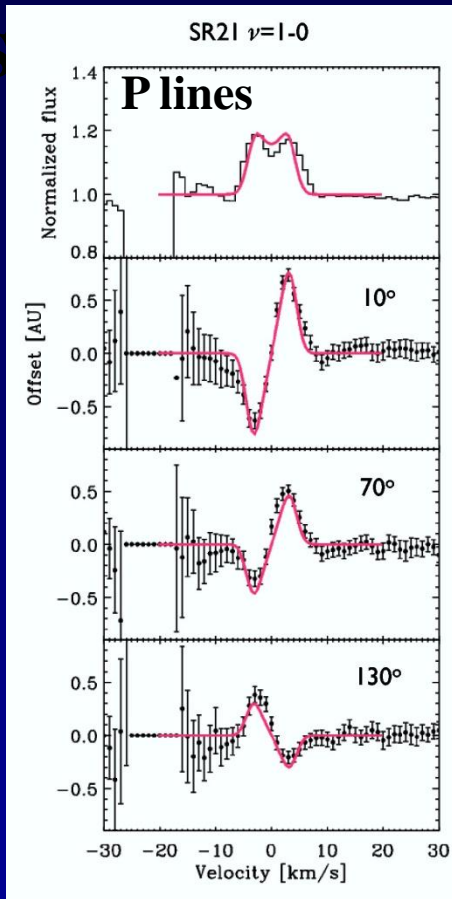 SR21 ν=1-0
P lines
1.4
1.2
1.0
0.8
Normalized flux
10°
0.5
0.0
-0.5
Offset [AU]
70°
0.5
0.0
-0.5
130°
0.5
0.0
-0.5
-30 -20 -10 0 10 20 30
Velocity [km/s]